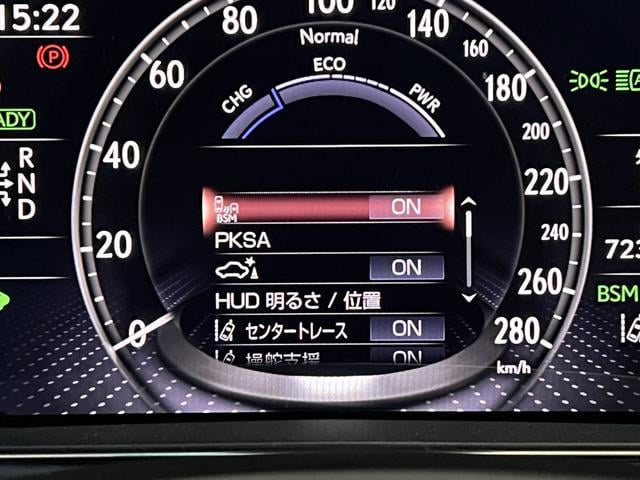 15:22
20
40
60
80
100
120
140
160
180
200
220
240
260
280
0
km/h
Normal
ECO
CHG
PWR
R
N
D
BSM ON
PKSA
ON
HUD 明るさ / 位置
センタートレース ON
操舵支援 ON
723
BSM